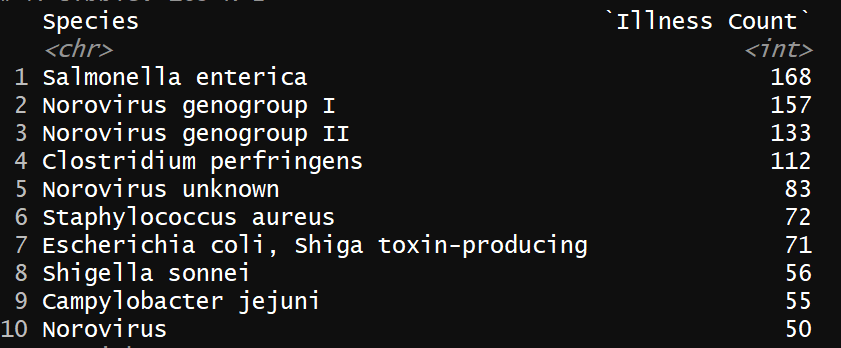 Species `Illness Count`
<chr> <int>
1 Salmonella enterica 168
2 Norovirus genogroup I 157
3 Norovirus genogroup II 133
4 Clostridium perfringens 112
5 Norovirus unknown 83
6 Staphylococcus aureus 72
7 Escherichia coli, Shiga toxin-producing 71
8 Shigella sonnei 56
9 Campylobacter jejuni 55
10 Norovirus 50